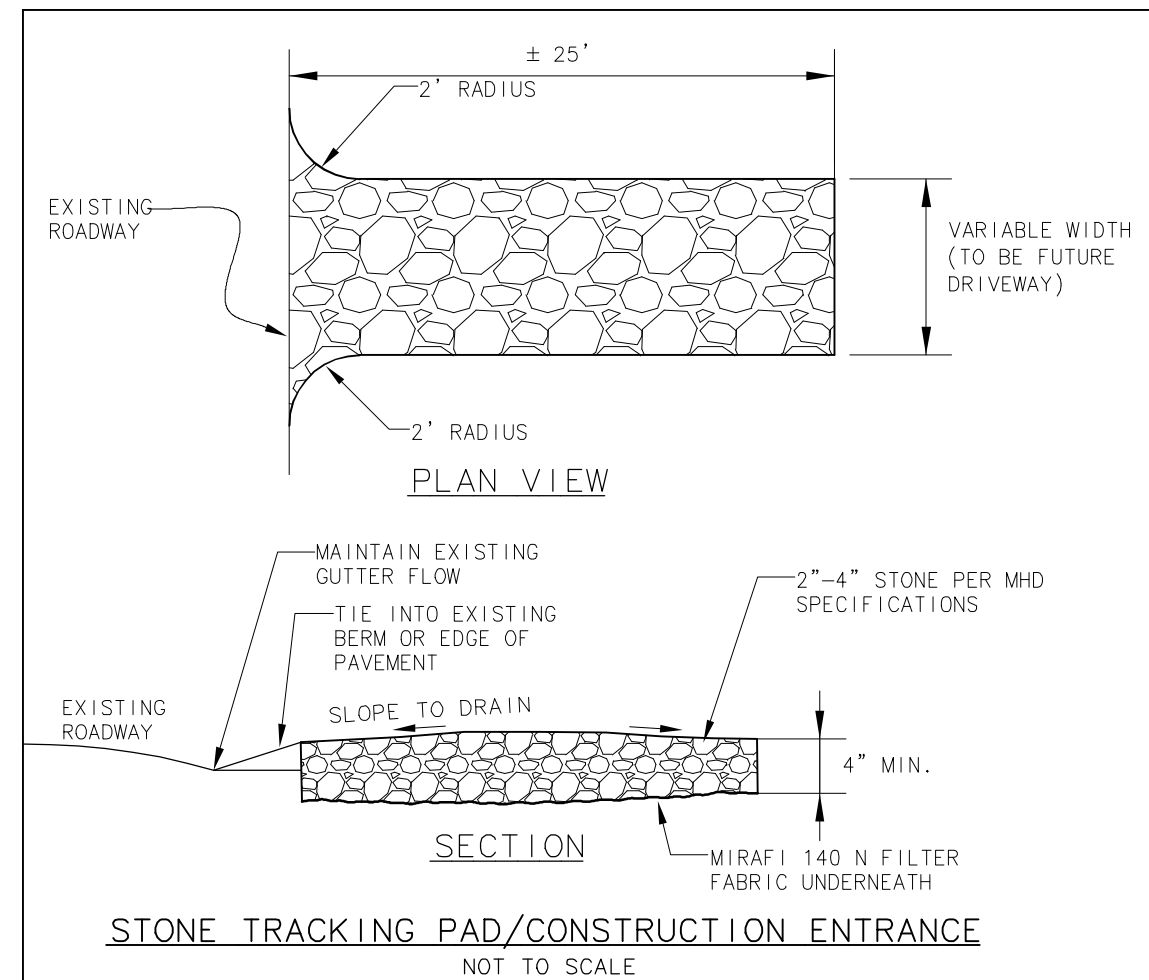 ± 25'
2' RADIUS
EXISTING
ROADWAY
VARIABLE WIDTH
(TO BE FUTURE
DRIVEWAY)
2' RADIUS
PLAN VIEW
MAINTAIN EXISTING
GUTTER FLOW
2”-4” STONE PER MHD
SPECIFICATIONS
TIE INTO EXISTING
BERM OR EDGE OF
PAVEMENT
EXISTING
ROADWAY
SLOPE TO DRAIN
4” MIN.
SECTION
MIRAFI 140 N FILTER
FABRIC UNDERNEATH
STONE TRACKING PAD/CONSTRUCTION ENTRANCE
NOT TO SCALE